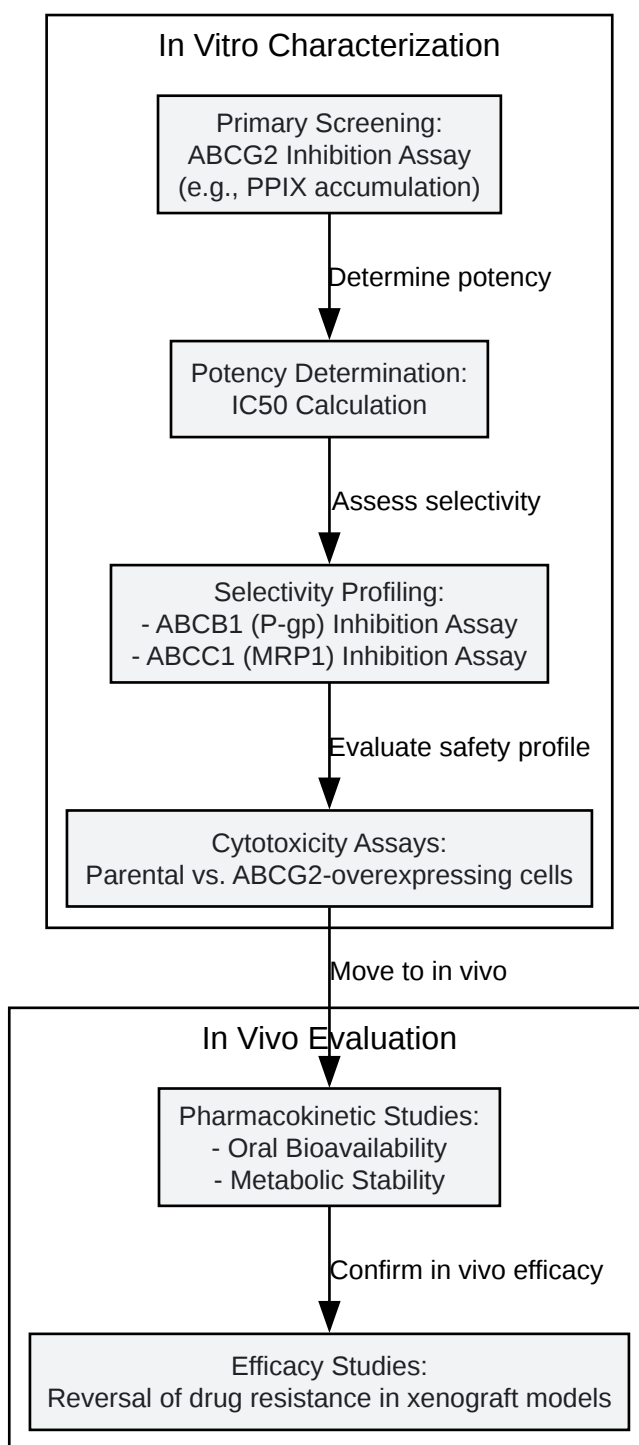 In Vitro Characterization
Primary Screening:
ABCG2 Inhibition Assay
(e.g., PPIX accumulation)
Determine potency
Potency Determination:
IC50 Calculation
Assess selectivity
Selectivity Profiling:
- ABCB1 (P-gp) Inhibition Assay
- ABCC1 (MRP1) Inhibition Assay
Evaluate safety profile
Cytotoxicity Assays:
Parental vs. ABCG2-overexpressing cells
Move to in vivo
In Vivo Evaluation
Pharmacokinetic Studies:
- Oral Bioavailability
- Metabolic Stability
Confirm in vivo efficacy
Efficacy Studies:
Reversal of drug resistance in xenograft models